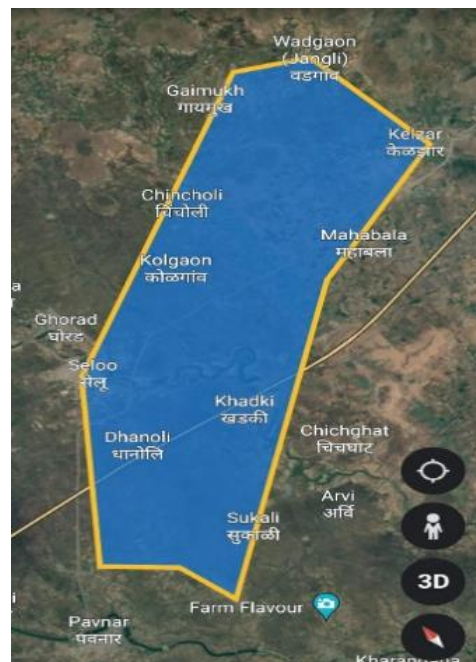 Wadgaon
(Jangli)
वडगाव
Gaimukh
गायमुख
Kelzar
केळझर
Chincholi
चिंचोली
Mahabala
महाबला
Kolgaon
कोळगांव
Ghorad
घोरड
Seloo
सेलू
Khadki
खडकी
Dhanoli
धानोलि
Chichghat
चिचघाट
Arvi
अर्वि
Sukali
सुकाळी
3D
Farm Flavour
Pavnar
पवनार